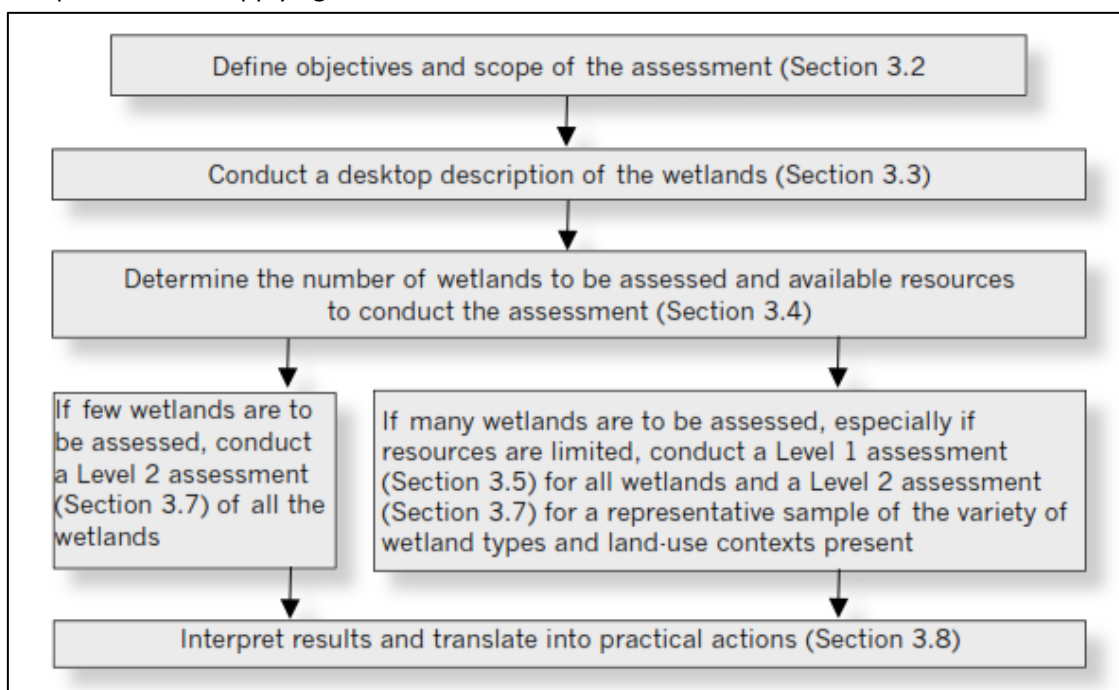 Define objectives and scope of the assessment (Section 3.2
Conduct a desktop description of the wetlands (Section 3.3)
Determine the number of wetlands to be assessed and available resources
to conduct the assessment (Section 3.4)
If few wetlands are to
be assessed, conduct
a Level 2 assessment
(Section 3.7) of all the
wetlands
If many wetlands are to be assessed, especially if
resources are limited, conduct a Level 1 assessment
(Section 3.5) for all wetlands and a Level 2 assessment
(Section 3.7) for a representative sample of the variety of
wetland types and land-use contexts present
Interpret results and translate into practical actions (Section 3.8)